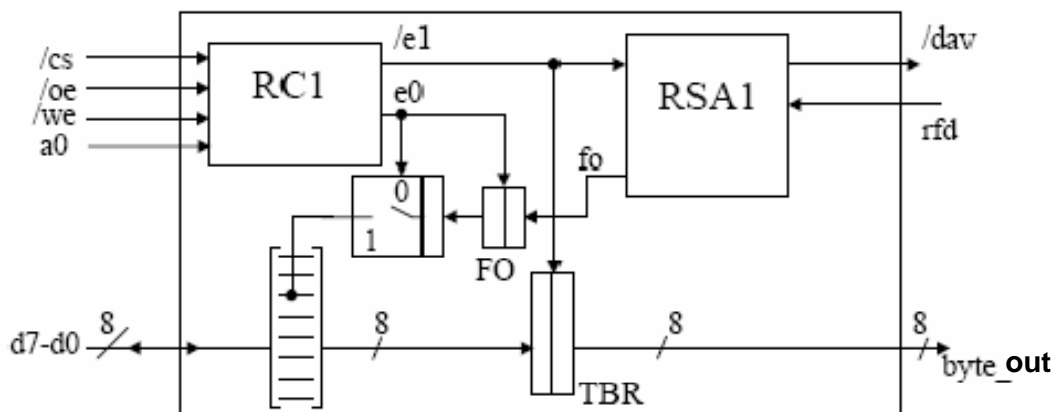 /cs
/oe
/we
a0
RC1
/e1
e0
RSA1
/dav
rfd
fo
0
1
FO
d7-d0
8
8
TBR
8
8
byte_out